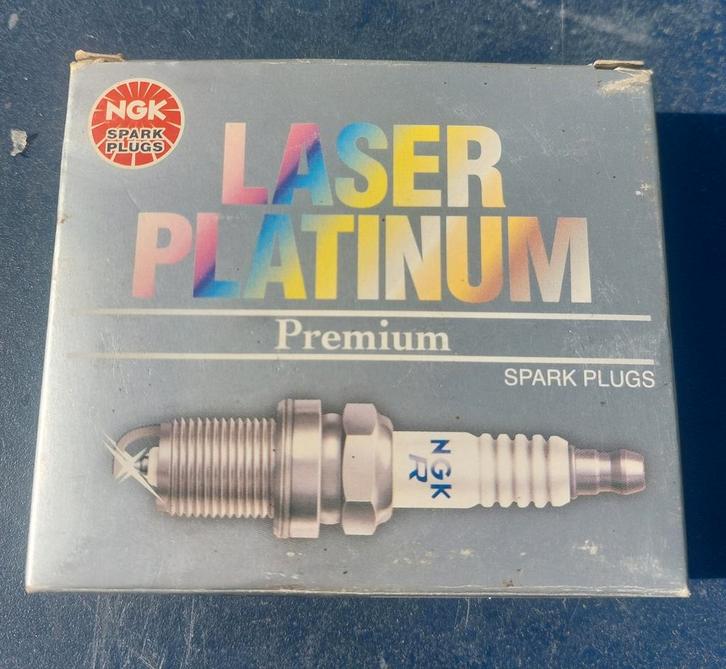 NGK
SPARK
PLUGS
LASER
PLATINUM
Premium
SPARK PLUGS
NGK
R